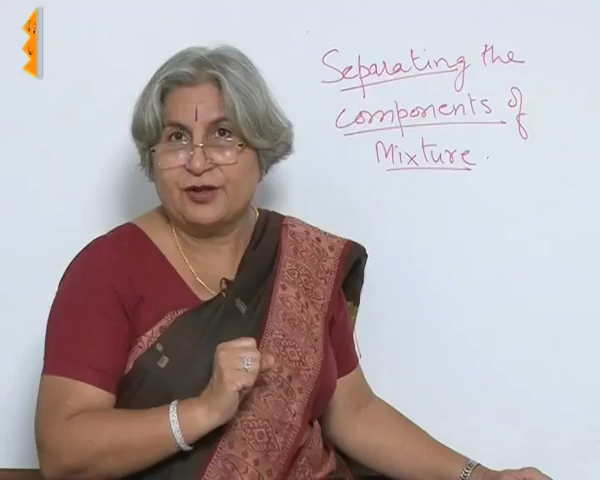 Separating the
components of
Mixture.